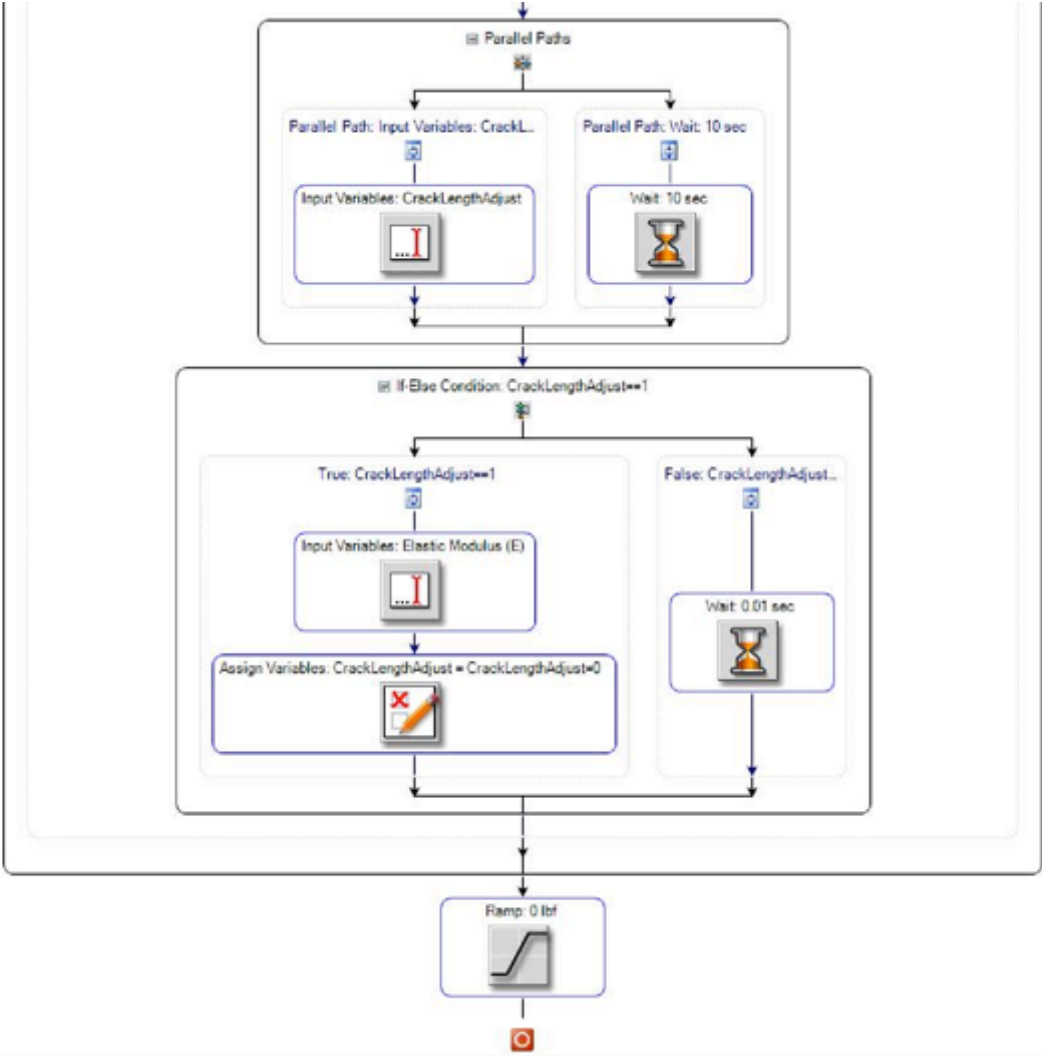 Parallel Paths
Parallel Path: Input Variables: CrackL...
Parallel Path: Wait: 10 sec
Input Variables: CrackLengthAdjust
Wait: 10 sec
If-Else Condition: CrackLengthAdjust==1
True: CrackLengthAdjust==1
False: CrackLengthAdjust...
Input Variables: Elastic Modulus (E)
Wait: 0.01 sec
Assign Variables: CrackLengthAdjust = CrackLengthAdjust=0
Ramp: 0 lbf